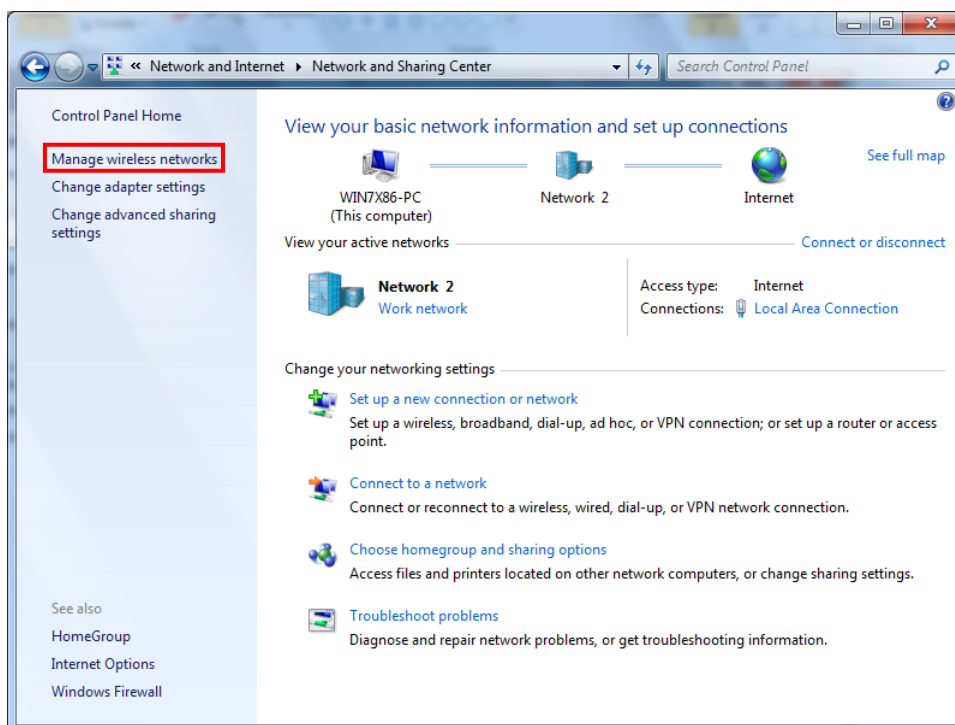 « Network and Internet ▸ Network and Sharing Center
Search Control Panel
Control Panel Home
Manage wireless networks
Change adapter settings
Change advanced sharing
settings
See also
HomeGroup
Internet Options
Windows Firewall
View your basic network information and set up connections
See full map
WIN7X86-PC
(This computer)
Network 2
Internet
View your active networks
Connect or disconnect
Network 2
Work network
Access type: Internet
Connections: Local Area Connection
Change your networking settings
Set up a new connection or network
Set up a wireless, broadband, dial-up, ad hoc, or VPN connection; or set up a router or access
point.
Connect to a network
Connect or reconnect to a wireless, wired, dial-up, or VPN network connection.
Choose homegroup and sharing options
Access files and printers located on other network computers, or change sharing settings.
Troubleshoot problems
Diagnose and repair network problems, or get troubleshooting information.